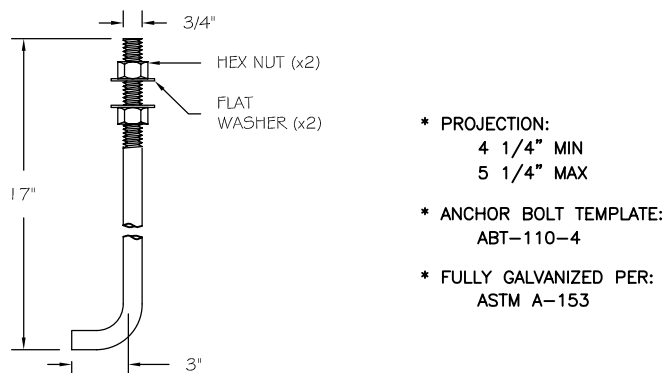 3/4"
HEX NUT (x2)
FLAT
WASHER (x2)
17"
3"
* PROJECTION:
4 1/4" MIN
5 1/4" MAX
* ANCHOR BOLT TEMPLATE:
ABT-110-4
* FULLY GALVANIZED PER:
ASTM A-153